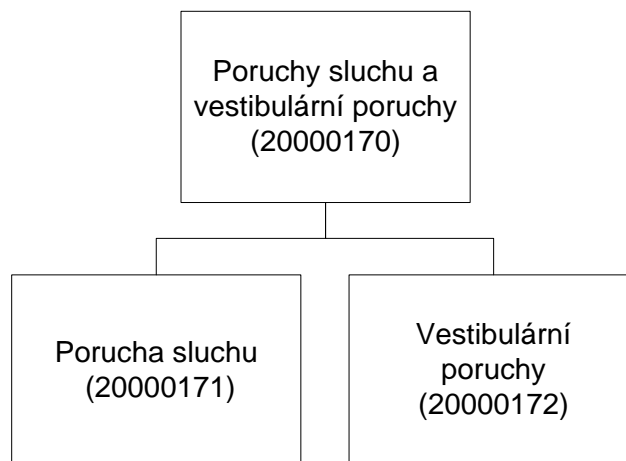 Poruchy sluchu a
vestibulární poruchy
(20000170)
Porucha sluchu
(20000171)
Vestibulární
poruchy
(20000172)